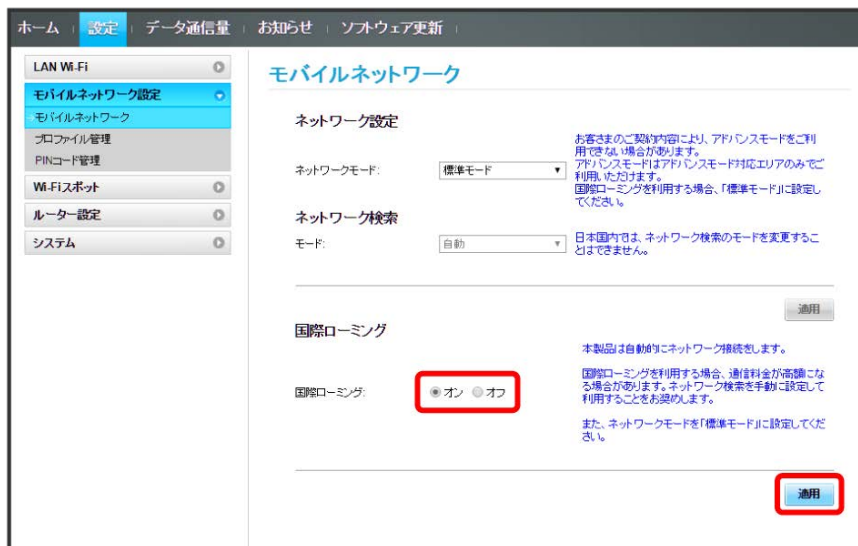 ホーム 設定 データ通信量 お知らせ ソフトウェア更新
LAN Wi-Fi
モバイルネットワーク設定
モバイルネットワーク
プロファイル管理
PINコード管理
Wi-Fiスポット
ルーター設定
システム
モバイルネットワーク
ネットワーク設定
ネットワークモード:
標準モード
お客さまのご契約内容により、アドバンスモードをご利
用できない場合があります。
アドバンスモードはアドバンスモード対応エリアのみでご
利用いただけます。
国際ローミングを利用する場合、「標準モード」に設定し
てください。
ネットワーク検索
モード:
自動
日本国内では、ネットワーク検索のモードを変更するこ
とはできません。
適用
国際ローミング
本製品は自動的にネットワーク接続をします。
国際ローミング:
オン オフ
国際ローミングを利用する場合、通信料金が高額にな
る場合があります。ネットワーク検索を手動に設定して
利用することをお奨めします。
また、ネットワークモードを「標準モード」に設定してくだ
さい。
適用